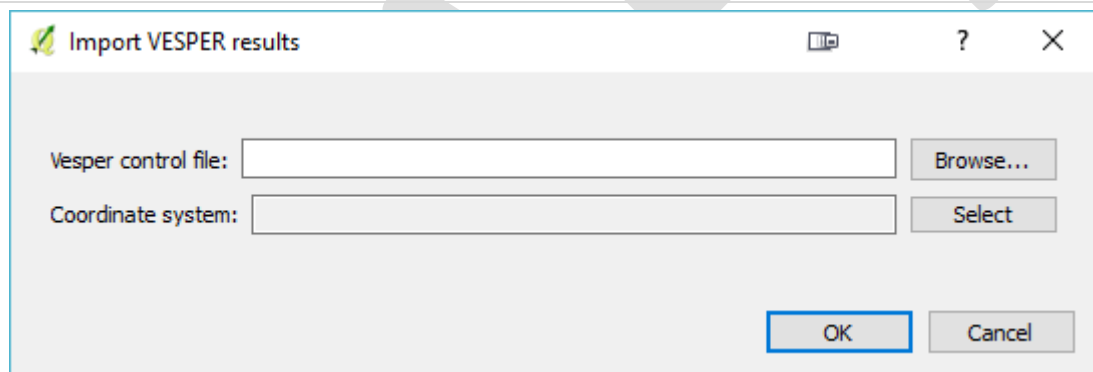 Import VESPER results ? X
Vesper control file: Browse...
Coordinate system: Select
OK Cancel